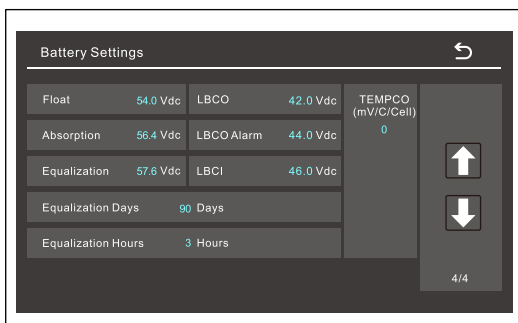 Battery Settings
Float 54.0 Vdc LBCO 42.0 Vdc TEMPCO
(mV/C/Cell)
Absorption 56.4 Vdc LBCO Alarm 44.0 Vdc 0
Equalization 57.6 Vdc LBCI 46.0 Vdc
Equalization Days 90 Days
Equalization Hours 3 Hours
4/4